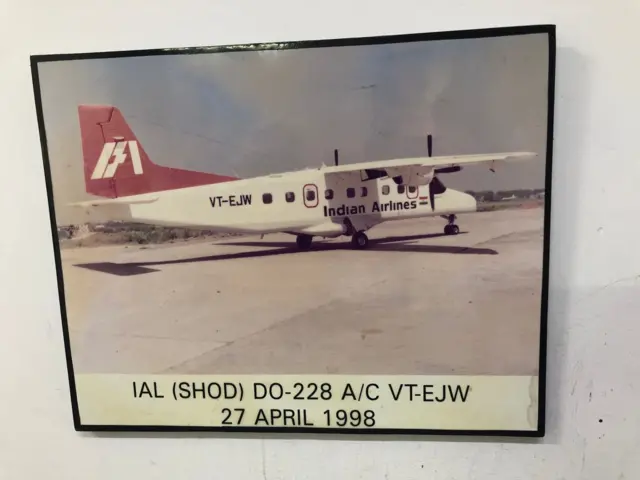 VT-EJW
Indian Airlines
IAL (SHOD) DO-228 A/C VT-EJW
27 APRIL 1998